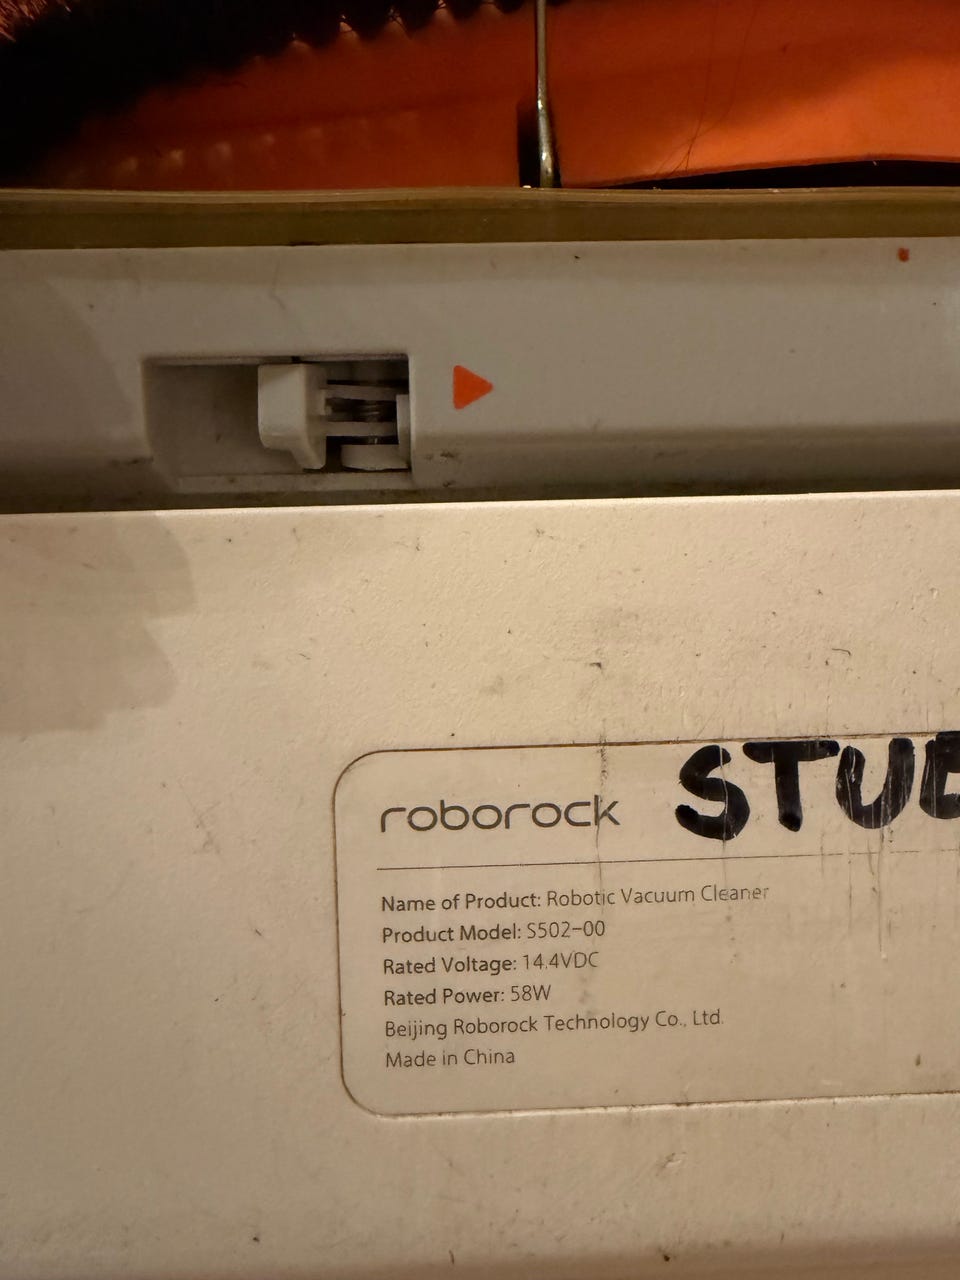 roborock
Name of Product: Robotic Vacuum Cleaner
Product Model: S502-00
Rated Voltage: 14.4VDC
Rated Power: 58W
Beijing Roborock Technology Co., Ltd.
Made in China